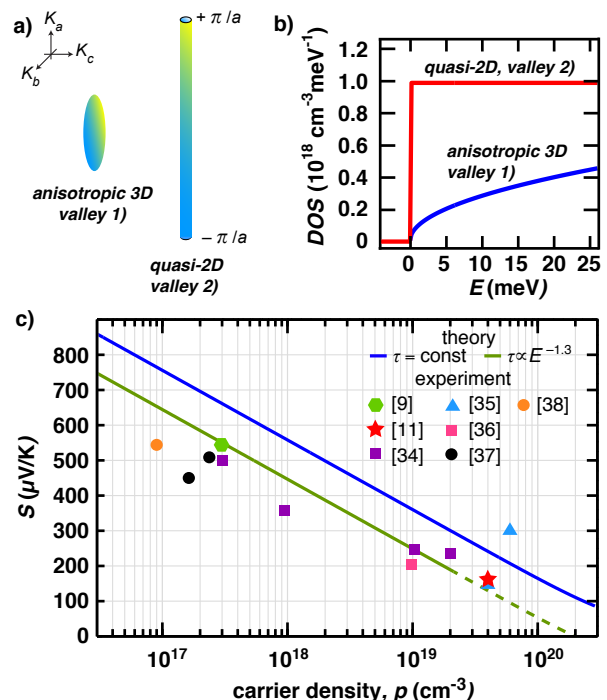 a)
K_a
K_b
K_c
+ π/a
− π/a
anisotropic 3D
valley 1)
quasi-2D
valley 2)
b)
DOS (10^18 cm^-3 meV^-1)
1.2
1.0
0.8
0.6
0.4
0.2
0
quasi-2D, valley 2)
anisotropic 3D
valley 1)
0 5 10 15 20 25
E (meV)
c)
S (µV/K)
800
700
600
500
400
300
200
100
0
theory
τ = const τ∝E^−1.3
experiment
[9] [35] [38]
[11] [36]
[34] [37]
10^17 10^18 10^19 10^20
carrier density, p (cm^-3)